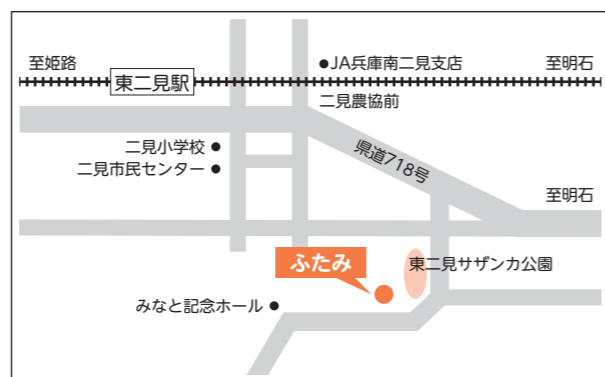 至姫路
●JA兵庫南二見支店
至明石
東二見駅
二見農協前
二見小学校 ●
二見市民センター ●
県道718号
至明石
ふたみ
東二見サザンカ公園
みなと記念ホール ●